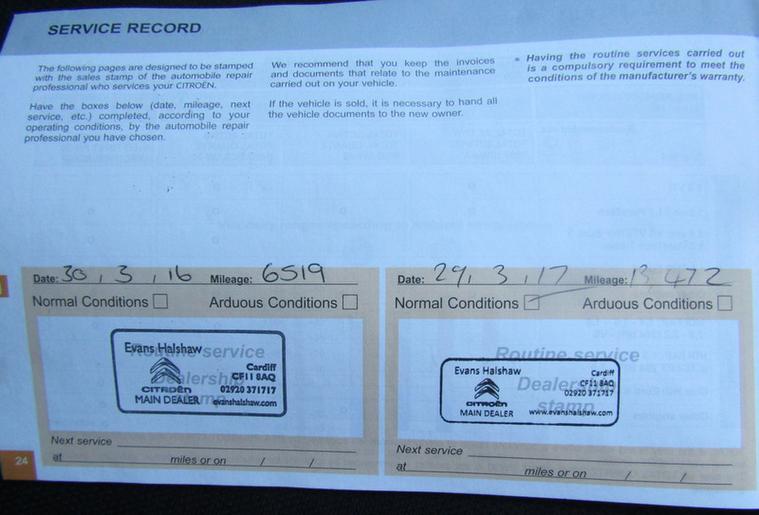 SERVICE RECORD
The following pages are designed to be stamped
with the sales stamp of the automobile repair
professional who services your CITROËN.
Have the boxes below (date, mileage, next
service, etc.) completed, according to your
operating conditions, by the automobile repair
professional you have chosen.
We recommend that you keep the invoices
and documents that relate to the maintenance
carried out on your vehicle.
If the vehicle is sold, it is necessary to hand all
the vehicle documents to the new owner.
* Having the routine services carried out
is a compulsory requirement to meet the
conditions of the manufacturer's warranty.
Date: 30 / 3 / 16 Mileage: 6519
Normal Conditions Arduous Conditions
Routine service
Dealership
stamp
Evans Halshaw
Cardiff
CF11 8AQ
CITROËN 02920 371717
MAIN DEALER evanshalshaw.com
Next service
at miles or on / /
Date: 29 / 3 / 17 Mileage: 13472
Normal Conditions Arduous Conditions
Routine service
Dealership
stamp
Evans Halshaw Cardiff
CF11 8AQ
CITROËN 02920 371717
MAIN DEALER www.evanshalshaw.com
Next service
at miles or on / /
24